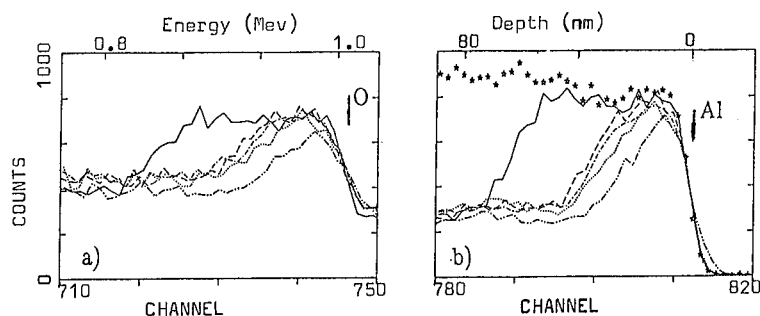 Energy (Mev)
0.8 1.0
1000
COUNTS
0
O
a)
710 750
CHANNEL
Depth (nm)
80 0
Al
b)
780 820
CHANNEL